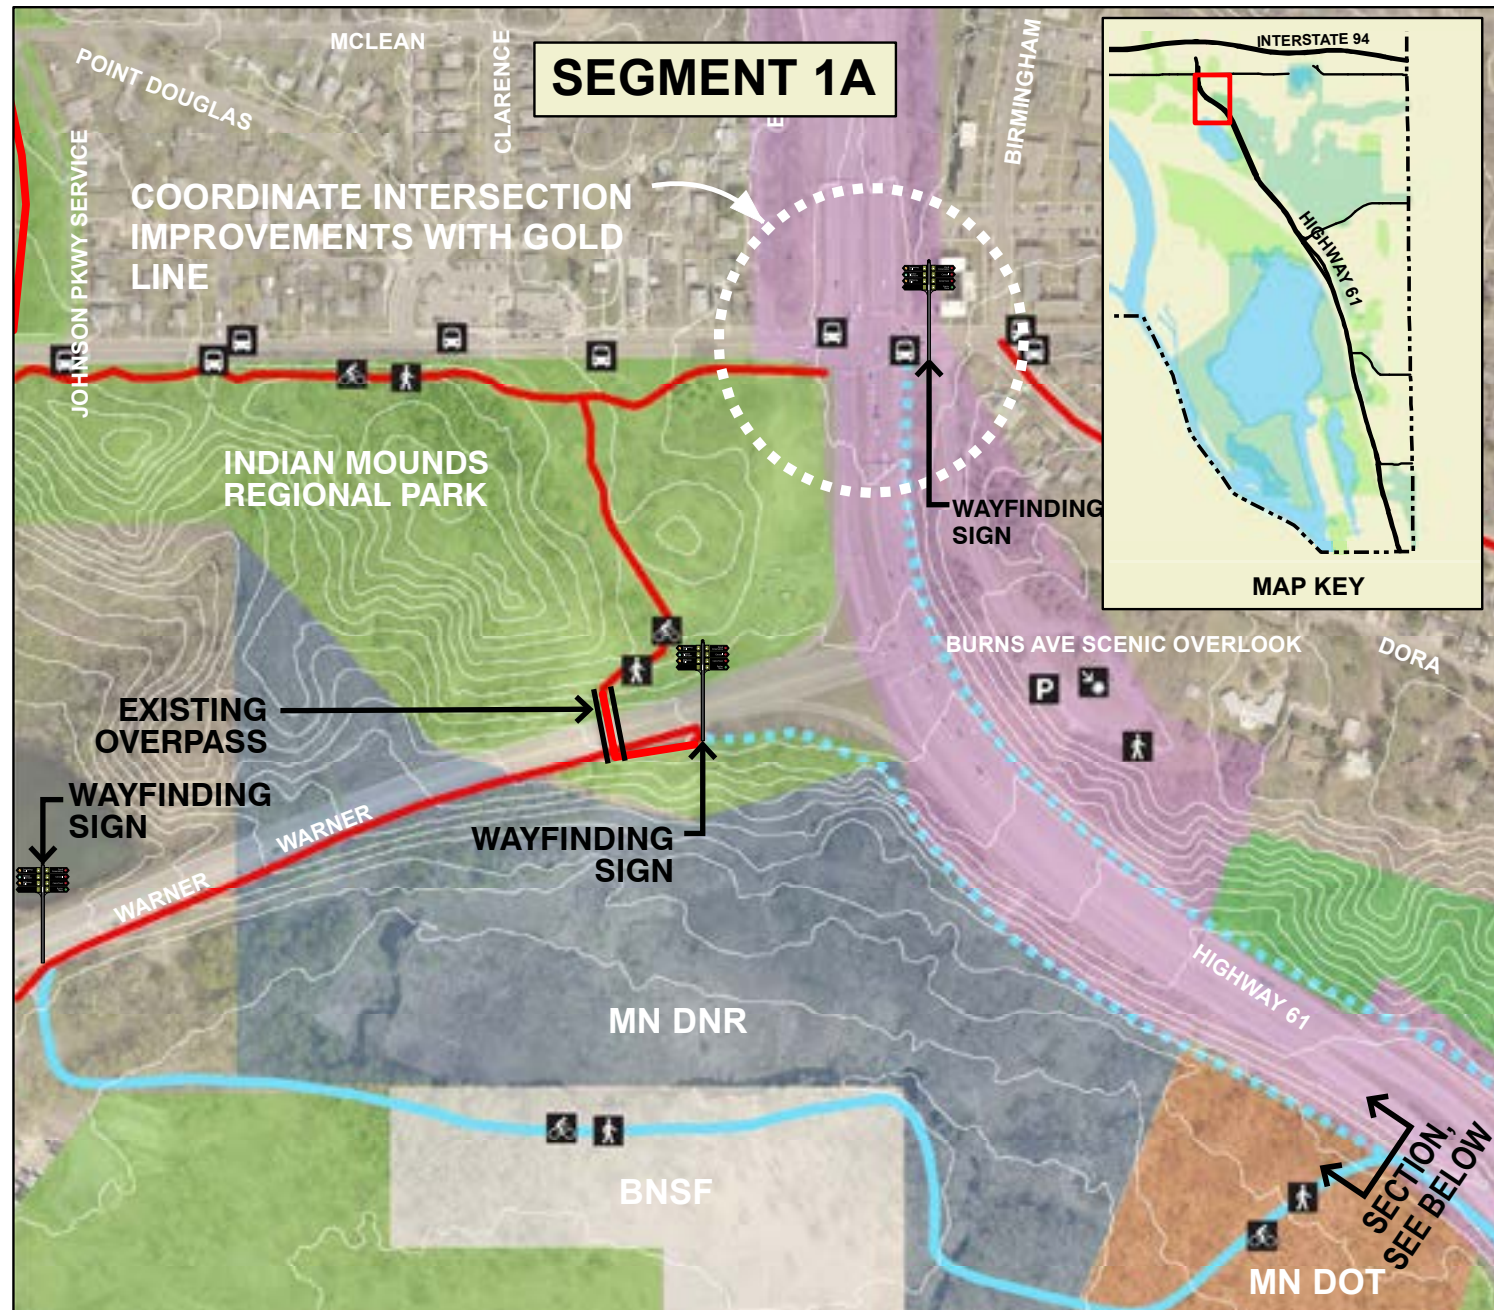 SEGMENT 1A
MCLEAN
POINT DOUGLAS
CLARENCE
BIRMINGHAM
JOHNSON PKWY SERVICE
COORDINATE INTERSECTION
IMPROVEMENTS WITH GOLD
LINE
INTERSTATE 94
HIGHWAY 61
MAP KEY
INDIAN MOUNDS
REGIONAL PARK
WAYFINDING
SIGN
BURNS AVE SCENIC OVERLOOK
DORA
P
EXISTING
OVERPASS
WAYFINDING
SIGN
WARNER
WAYFINDING
SIGN
WARNER
HIGHWAY 61
MN DNR
BNSF
SECTION,
SEE BELOW
MN DOT